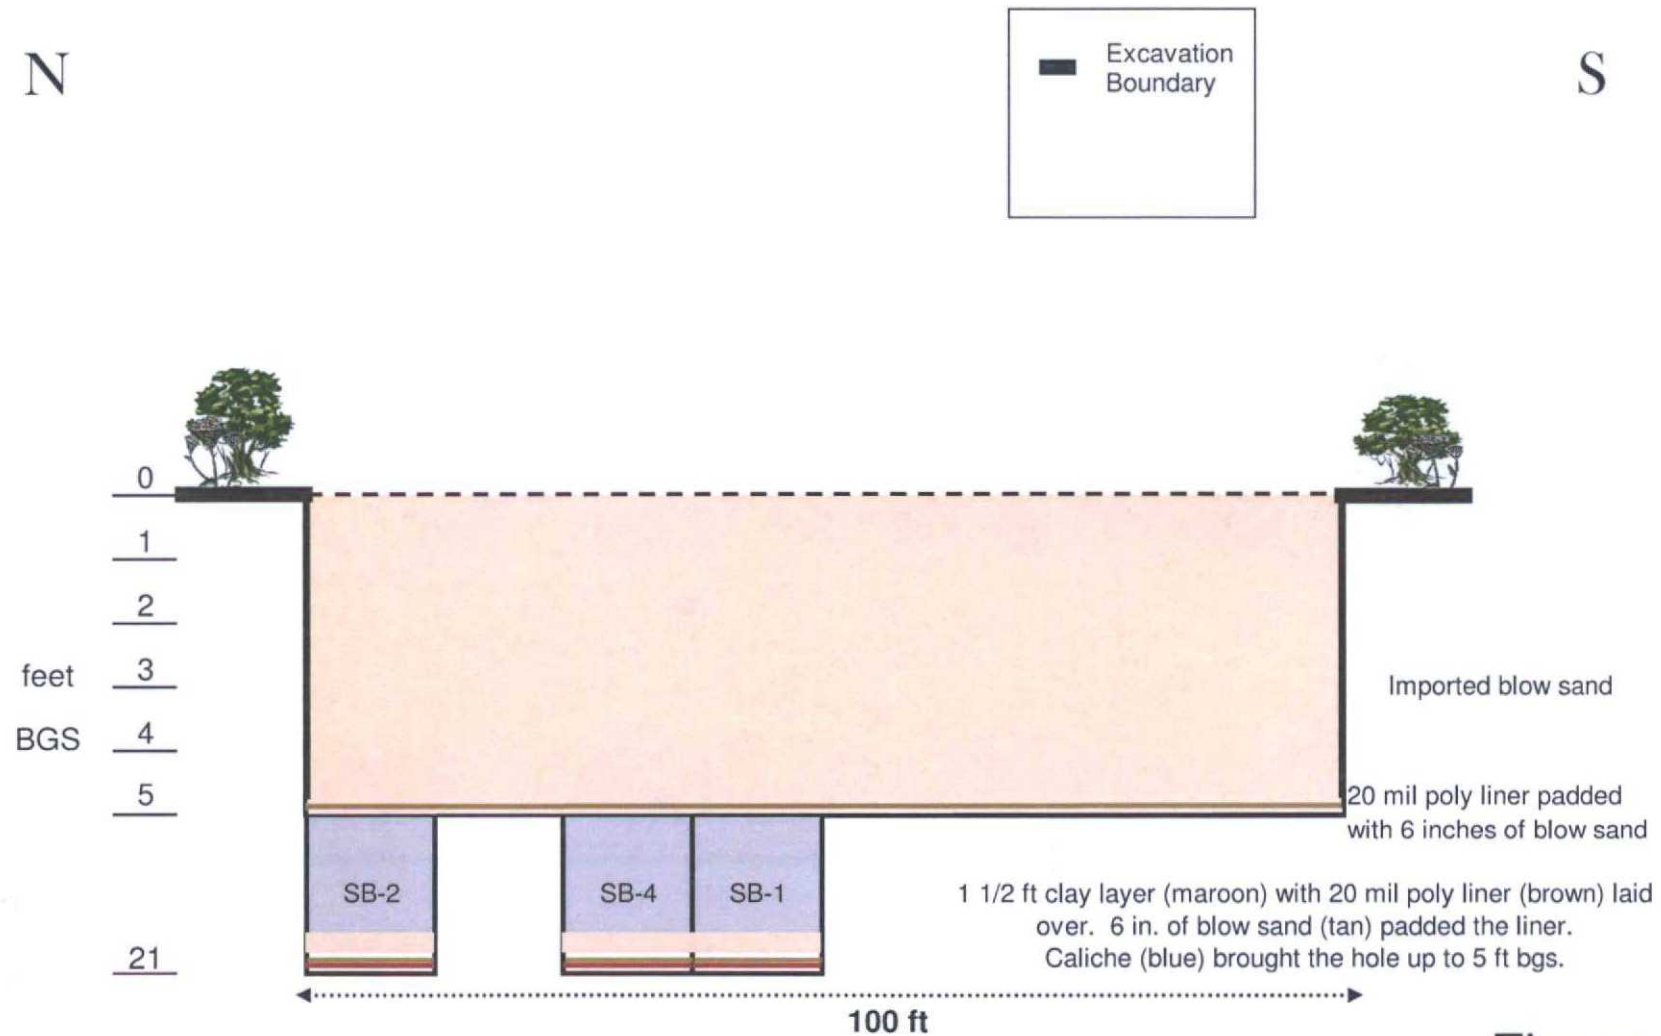 N
S
Excavation
Boundary
0
1
2
feet
3
BGS
4
5
21
Imported blow sand
20 mil poly liner padded
with 6 inches of blow sand
SB-2
SB-4
SB-1
1 1/2 ft clay layer (maroon) with 20 mil poly liner (brown) laid
over. 6 in. of blow sand (tan) padded the liner.
Caliche (blue) brought the hole up to 5 ft bgs.
100 ft